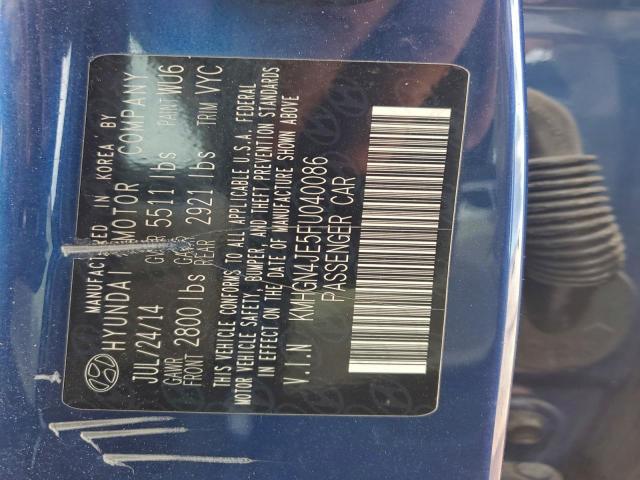 MANUFACTURED IN KOREA BY
HYUNDAI MOTOR COMPANY
JUL/24/14 GVWR 5511 lbs PAINT WU6
GAWR FRONT 2800 lbs GAWR REAR 2921 lbs TRIM VYC
THIS VEHICLE CONFORMS TO ALL APPLICABLE U.S.A. FEDERAL
MOTOR VEHICLE SAFETY, BUMPER, AND THEFT PREVENTION STANDARDS
IN EFFECT ON THE DATE OF MANUFACTURE SHOWN ABOVE
V.I.N KMHGN4JE5FU040086
PASSENGER CAR